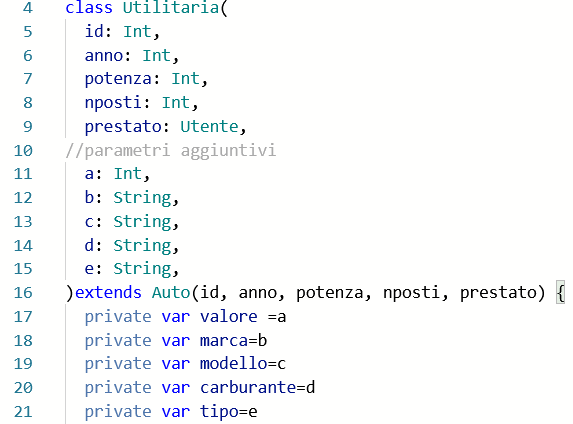 4 class Utilitaria(
5 id: Int,
6 anno: Int,
7 potenza: Int,
8 nposti: Int,
9 prestato: Utente,
10 //parametri aggiuntivi
11 a: Int,
12 b: String,
13 c: String,
14 d: String,
15 e: String,
16 )extends Auto(id, anno, potenza, nposti, prestato) {
17 private var valore =a
18 private var marca=b
19 private var modello=c
20 private var carburante=d
21 private var tipo=e